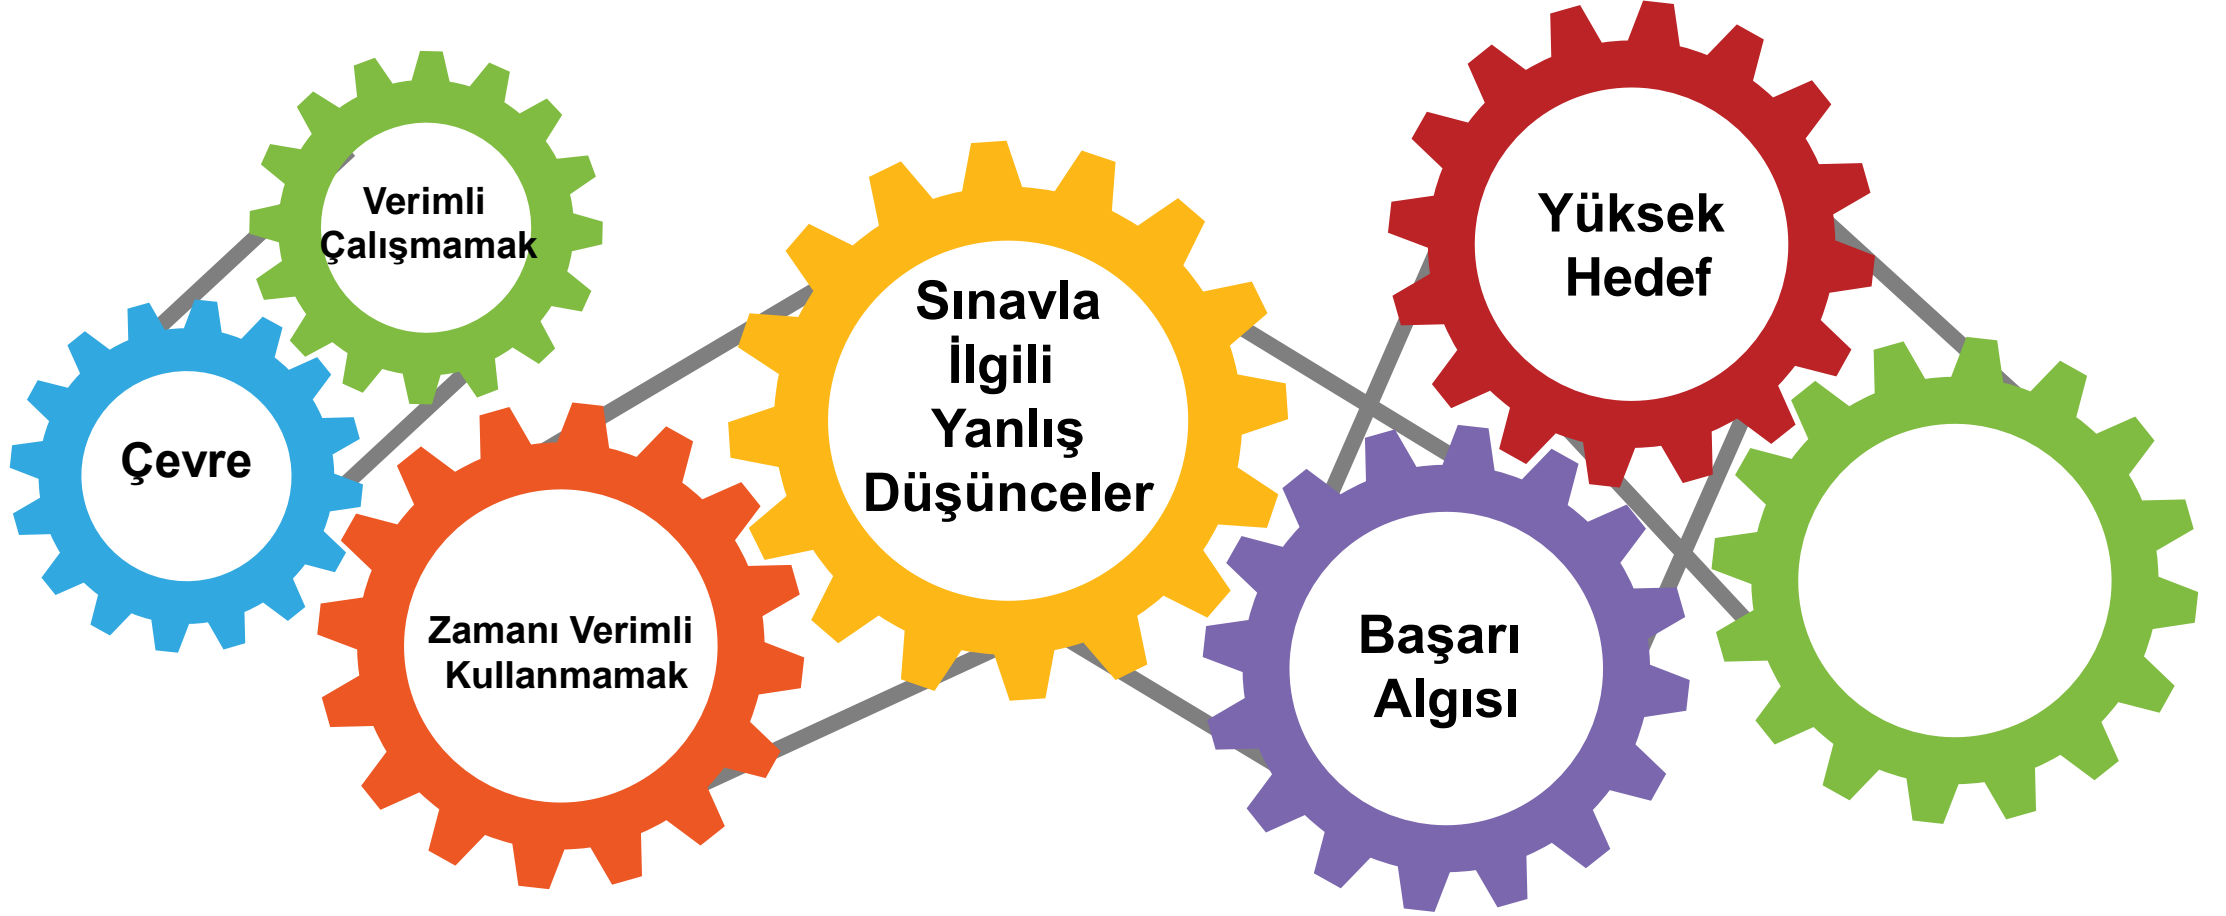 Verimli
Çalışmamak
Çevre
Zamanı Verimli
Kullanmamak
Sınavla
İlgili
Yanlış
Düşünceler
Yüksek
Hedef
Başarı
Algısı